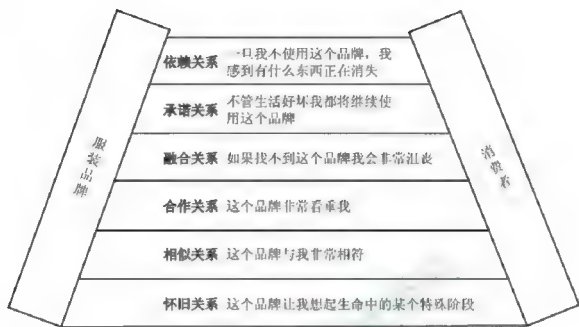 依赖关系 一旦我不使用这个品牌，我
感到有什么东西正在消失
承诺关系 不管生活好坏我都将继续使
用这个品牌
融合关系 如果找不到这个品牌我会非常沮丧
合作关系 这个品牌非常看重我
相似关系 这个品牌与我非常相符
怀旧关系 这个品牌让我想起生命中的某个特殊阶段
消费者